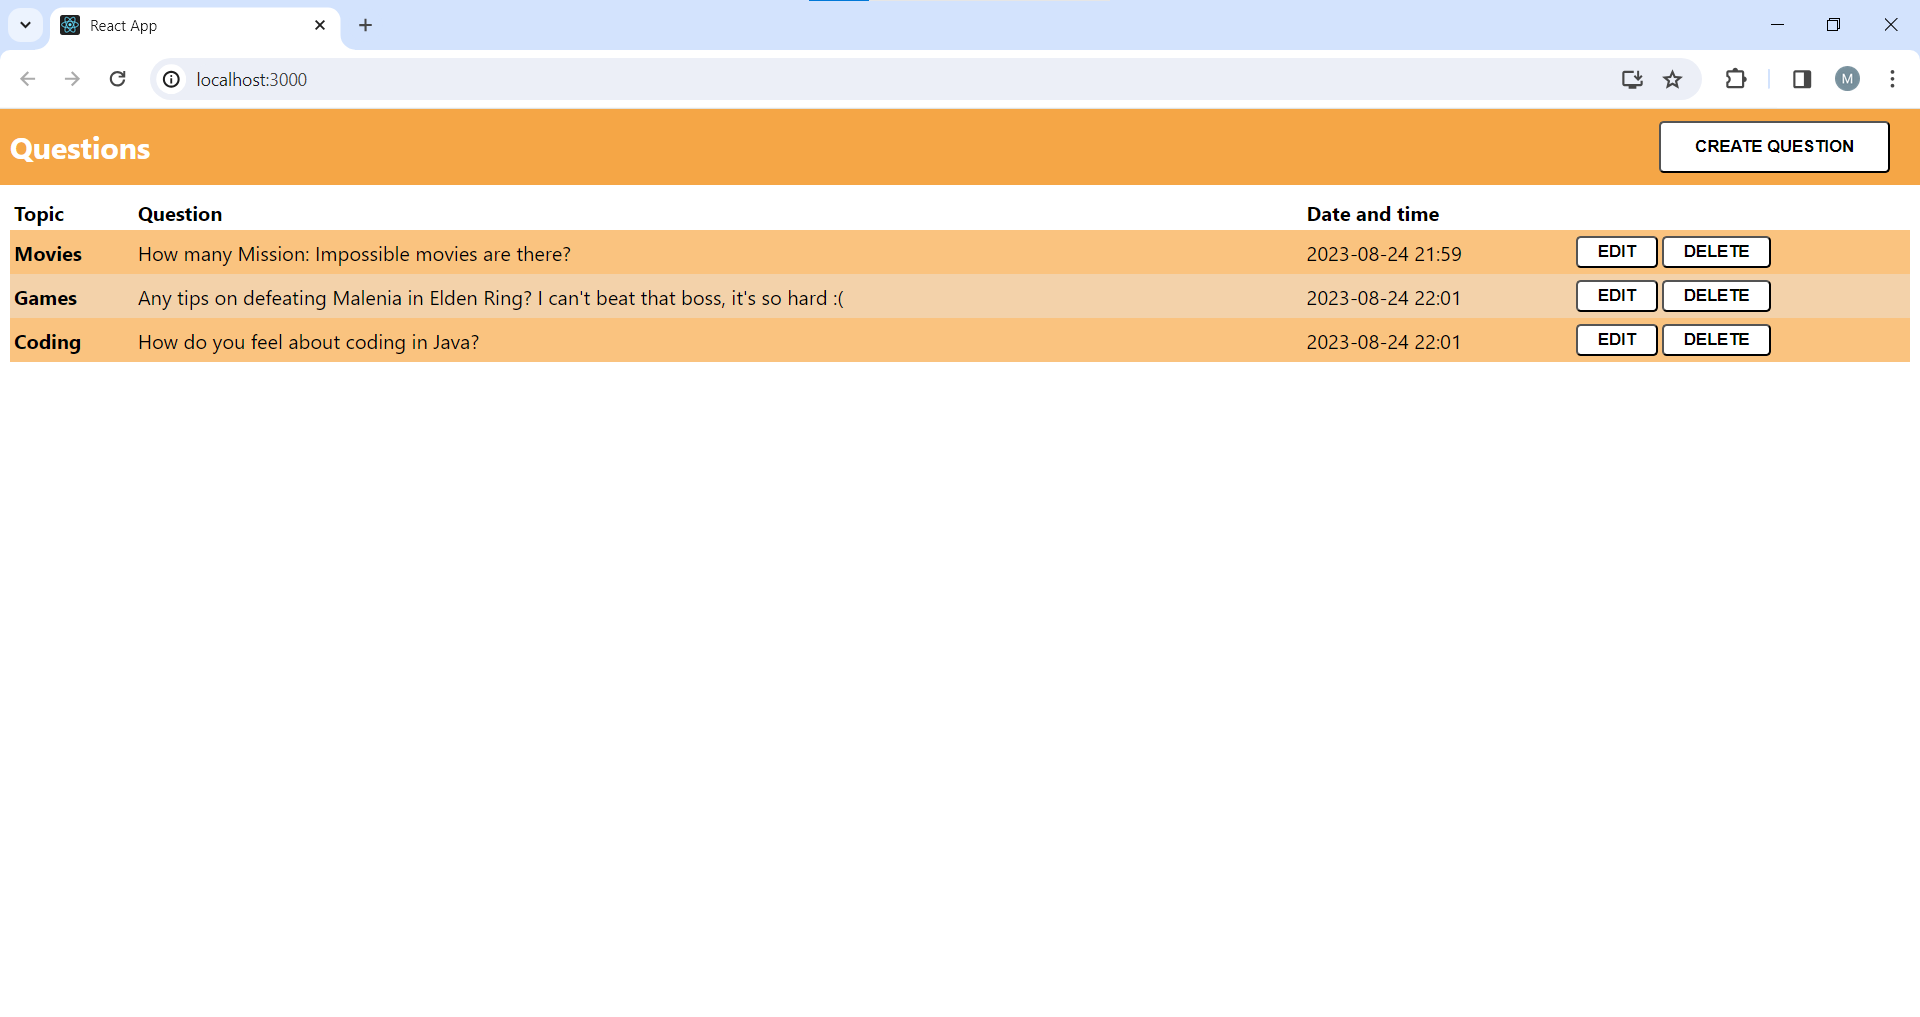 React App
localhost:3000
M
Questions
CREATE QUESTION
Topic Question Date and time
Movies How many Mission: Impossible movies are there? 2023-08-24 21:59 EDIT DELETE
Games Any tips on defeating Malenia in Elden Ring? I can't beat that boss, it's so hard :( 2023-08-24 22:01 EDIT DELETE
Coding How do you feel about coding in Java? 2023-08-24 22:01 EDIT DELETE